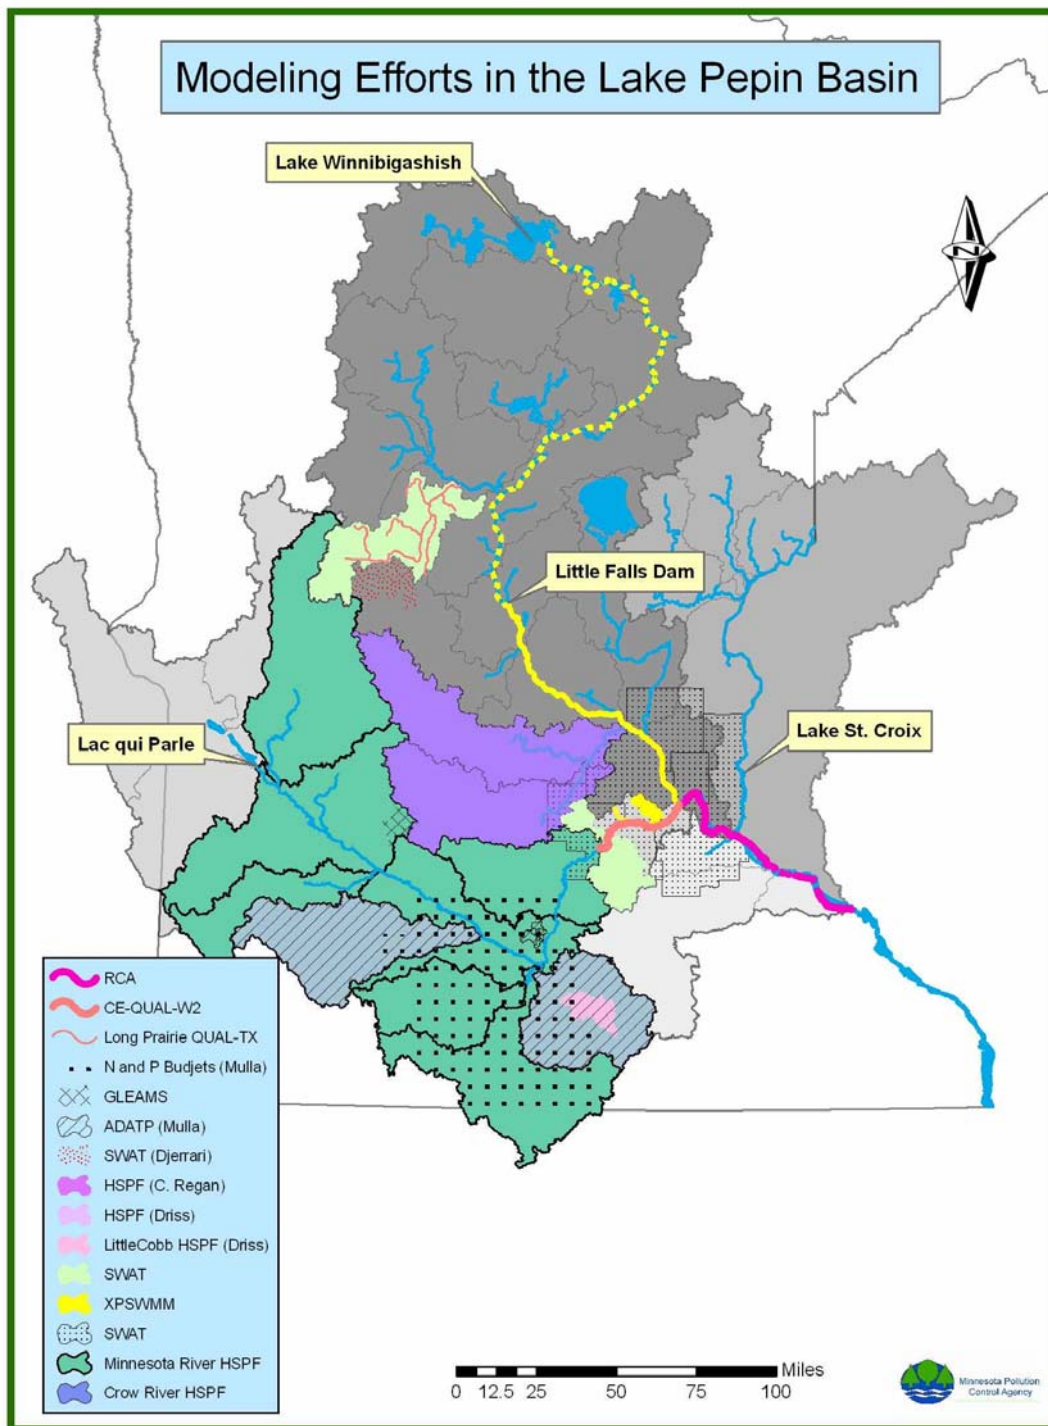 Modeling Efforts in the Lake Pepin Basin
Lake Winnibigashish
N
Little Falls Dam
Lac qui Parle
Lake St. Croix
RCA
CE-QUAL-W2
Long Prairie QUAL-TX
N and P Budjets (Mulla)
GLEAMS
ADATP (Mulla)
SWAT (Djerrari)
HSPF (C. Regan)
HSPF (Driss)
LittleCobb HSPF (Driss)
SWAT
XPSWMM
SWAT
Minnesota River HSPF
Crow River HSPF
Miles
0 12.5 25 50 75 100
Minnesota Pollution
Control Agency